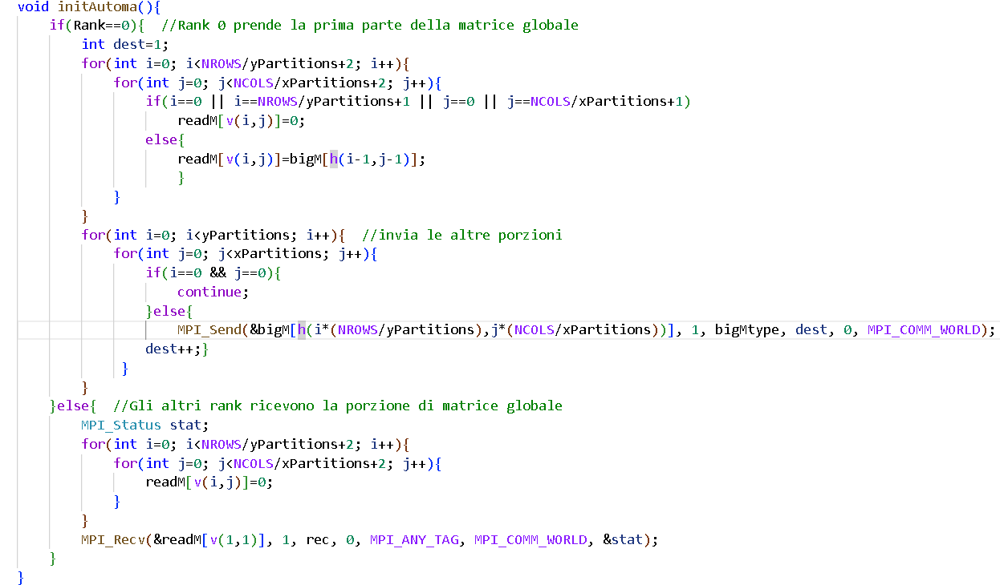 void initAutoma(){
    if(Rank==0){  //Rank 0 prende la prima parte della matrice globale
        int dest=1;
        for(int i=0; i<NROWS/yPartitions+2; i++){
            for(int j=0; j<NCOLS/xPartitions+2; j++){
                if(i==0 || i==NROWS/yPartitions+1 || j==0 || j==NCOLS/xPartitions+1)
                    readM[v(i,j)]=0;
                else{
                    readM[v(i,j)]=bigM[h(i-1,j-1)];
                    }
            }
        }
        for(int i=0; i<yPartitions; i++){  //invia le altre porzioni
            for(int j=0; j<xPartitions; j++){
                if(i==0 && j==0){
                    continue;
                }else{
                    MPI_Send(&bigM[h(i*(NROWS/yPartitions),j*(NCOLS/xPartitions))], 1, bigMtype, dest, 0, MPI_COMM_WORLD);
                dest++;}
             }
        }
    }else{  //Gli altri rank ricevono la porzione di matrice globale
        MPI_Status stat;
        for(int i=0; i<NROWS/yPartitions+2; i++){
            for(int j=0; j<NCOLS/xPartitions+2; j++){
                readM[v(i,j)]=0;
            }
        }
        MPI_Recv(&readM[v(1,1)], 1, rec, 0, MPI_ANY_TAG, MPI_COMM_WORLD, &stat);
    }
}